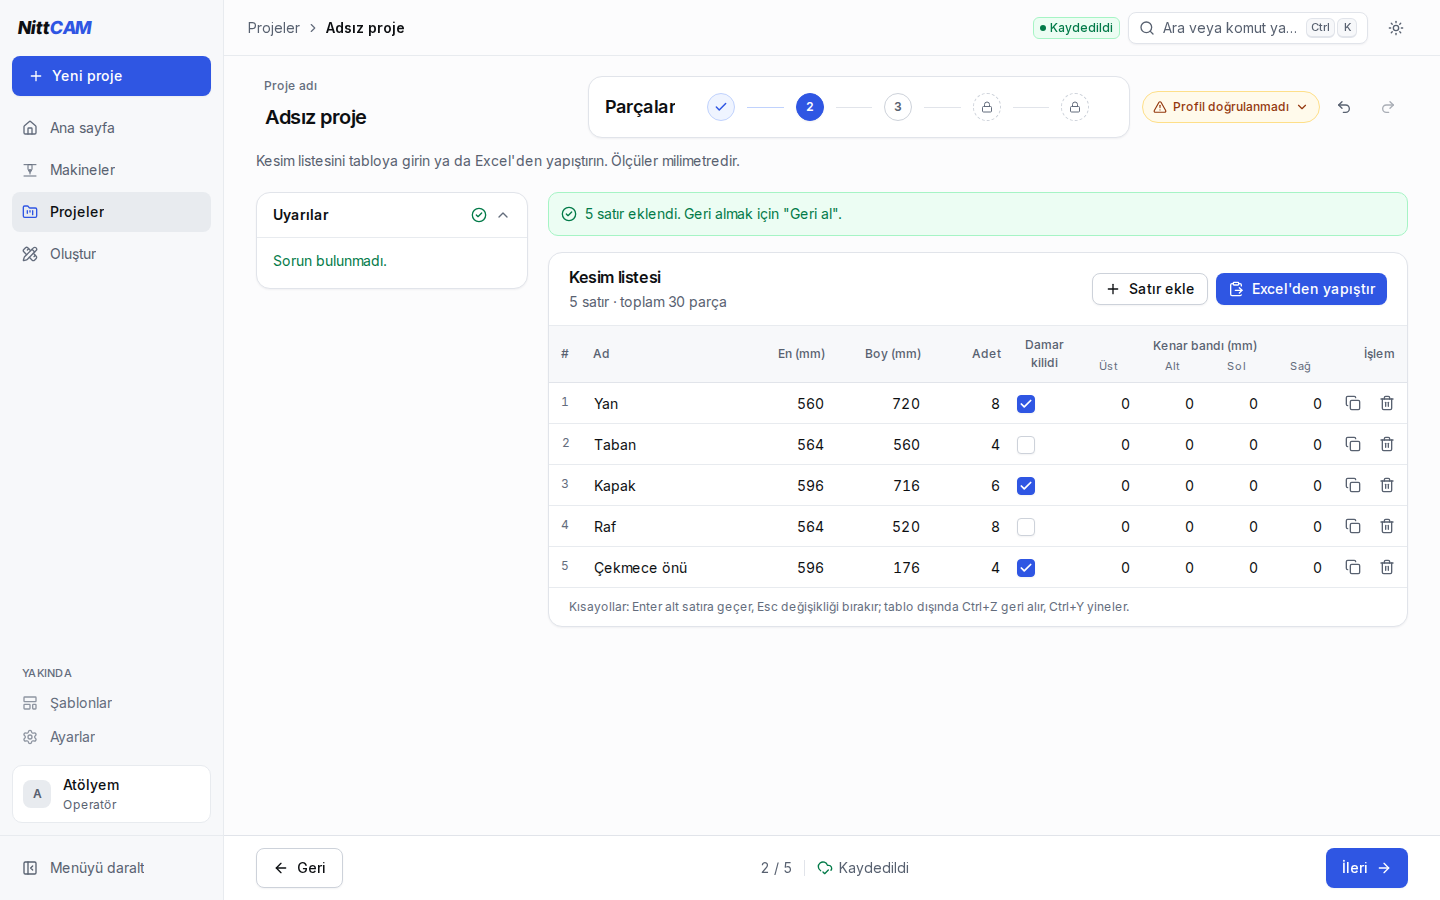 NittCAM
Yeni proje
Ana sayfa
Makineler
Projeler
Oluştur
YAKINDA
Şablonlar
Ayarlar
A
Atölyem
Operatör
Menüyü daralt
Projeler > Adsız proje
Kaydedildi
Ara veya komut ya...
Ctrl K
Proje adı
Adsız proje
Parçalar
2
3
Profil doğrulanmadı
Kesim listesini tabloya girin ya da Excel'den yapıştırın. Ölçüler milimetredir.
Uyarılar
Sorun bulunmadı.
5 satır eklendi. Geri almak için "Geri al".
Kesim listesi
5 satır · toplam 30 parça
Satır ekle
Excel'den yapıştır
# Ad En (mm) Boy (mm) Adet Damar kilidi Kenar bandı (mm) İşlem
Üst Alt Sol Sağ
1 Yan 560 720 8 0 0 0 0
2 Taban 564 560 4 0 0 0 0
3 Kapak 596 716 6 0 0 0 0
4 Raf 564 520 8 0 0 0 0
5 Çekmece önü 596 176 4 0 0 0 0
Kısayollar: Enter alt satıra geçer, Esc değişikliği bırakır; tablo dışında Ctrl+Z geri alır, Ctrl+Y yineler.
Geri
2 / 5
Kaydedildi
İleri